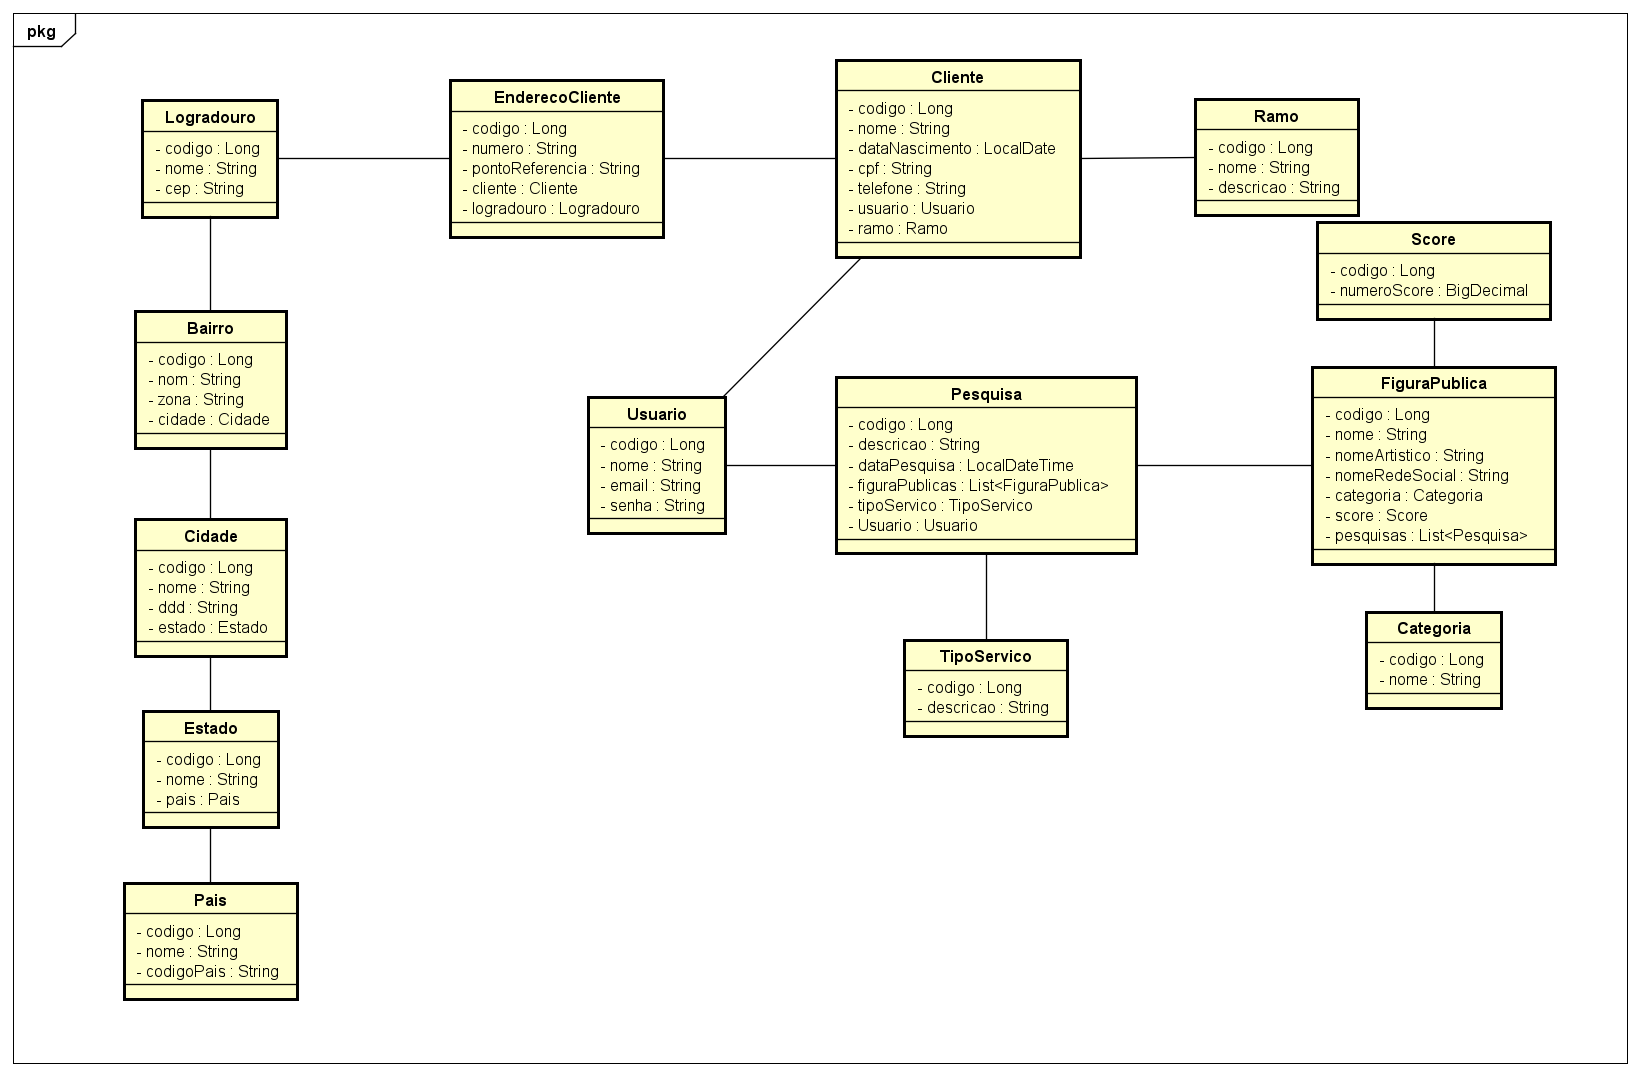 pkg
Logradouro
- codigo : Long
- nome : String
- cep : String
EnderecoCliente
- codigo : Long
- numero : String
- pontoReferencia : String
- cliente : Cliente
- logradouro : Logradouro
Cliente
- codigo : Long
- nome : String
- dataNascimento : LocalDate
- cpf : String
- telefone : String
- usuario : Usuario
- ramo : Ramo
Ramo
- codigo : Long
- nome : String
- descricao : String
Score
- codigo : Long
- numeroScore : BigDecimal
Bairro
- codigo : Long
- nom : String
- zona : String
- cidade : Cidade
Usuario
- codigo : Long
- nome : String
- email : String
- senha : String
Pesquisa
- codigo : Long
- descricao : String
- dataPesquisa : LocalDateTime
- figuraPublicas : List<FiguraPublica>
- tipoServico : TipoServico
- Usuario : Usuario
FiguraPublica
- codigo : Long
- nome : String
- nomeArtistico : String
- nomeRedeSocial : String
- categoria : Categoria
- score : Score
- pesquisas : List<Pesquisa>
Cidade
- codigo : Long
- nome : String
- ddd : String
- estado : Estado
TipoServico
- codigo : Long
- descricao : String
Categoria
- codigo : Long
- nome : String
Estado
- codigo : Long
- nome : String
- pais : Pais
Pais
- codigo : Long
- nome : String
- codigoPais : String